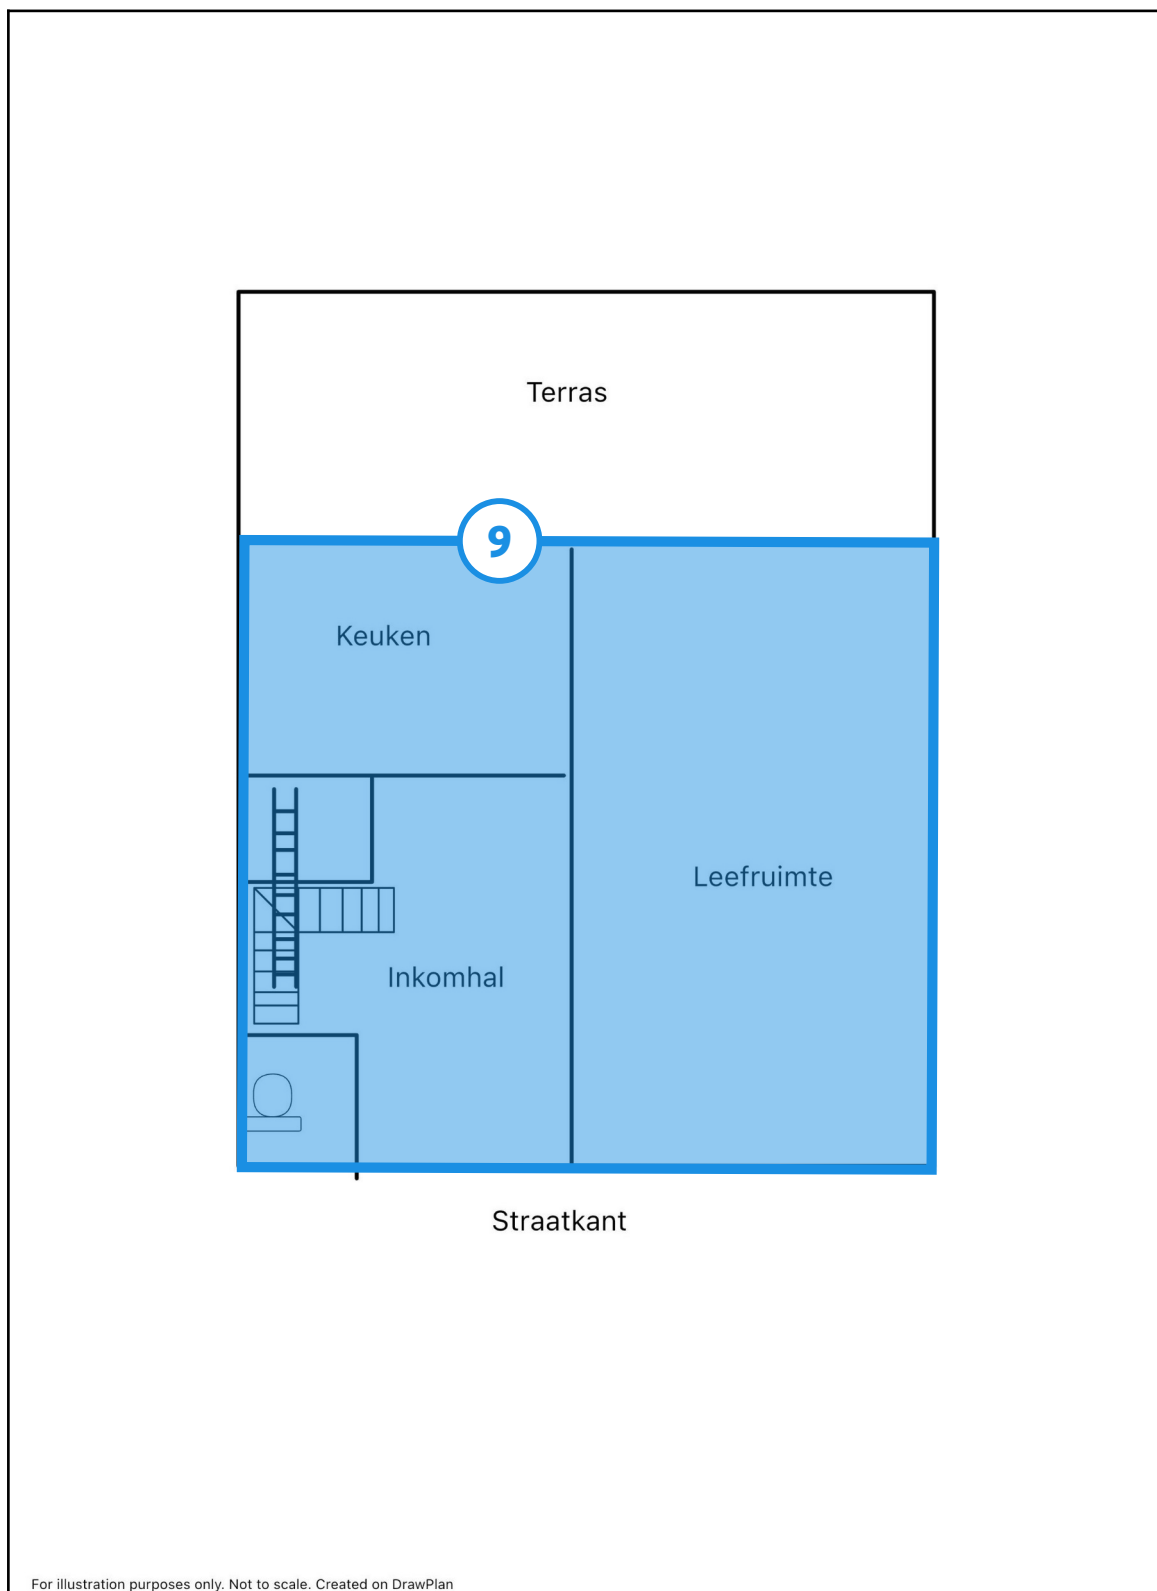 Terras
9
Keuken
Leefruimte
Inkomhal
Straatkant
For illustration purposes only. Not to scale. Created on DrawPlan